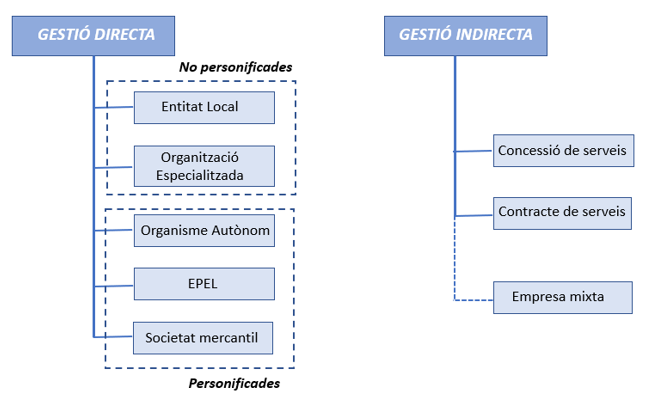 GESTIÓ DIRECTA
No personificades
Entitat Local
Organització
Especialitzada
Organisme Autònom
EPEL
Societat mercantil
Personificades
GESTIÓ INDIRECTA
Concessió de serveis
Contracte de serveis
Empresa mixta